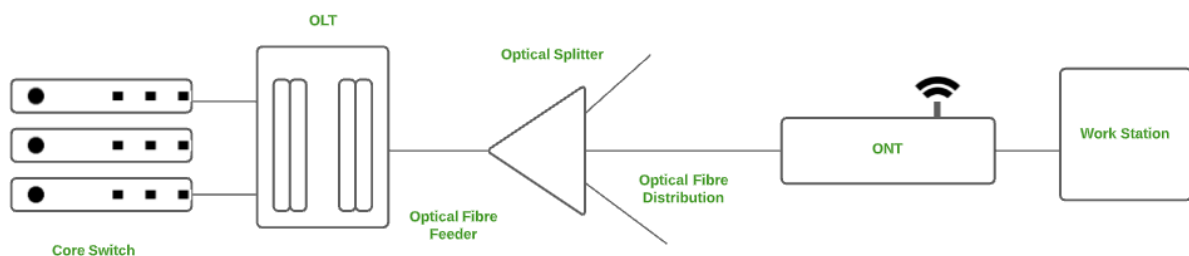 OLT
Optical Splitter
Work Station
ONT
Optical Fibre
Distribution
Optical Fibre
Feeder
Core Switch